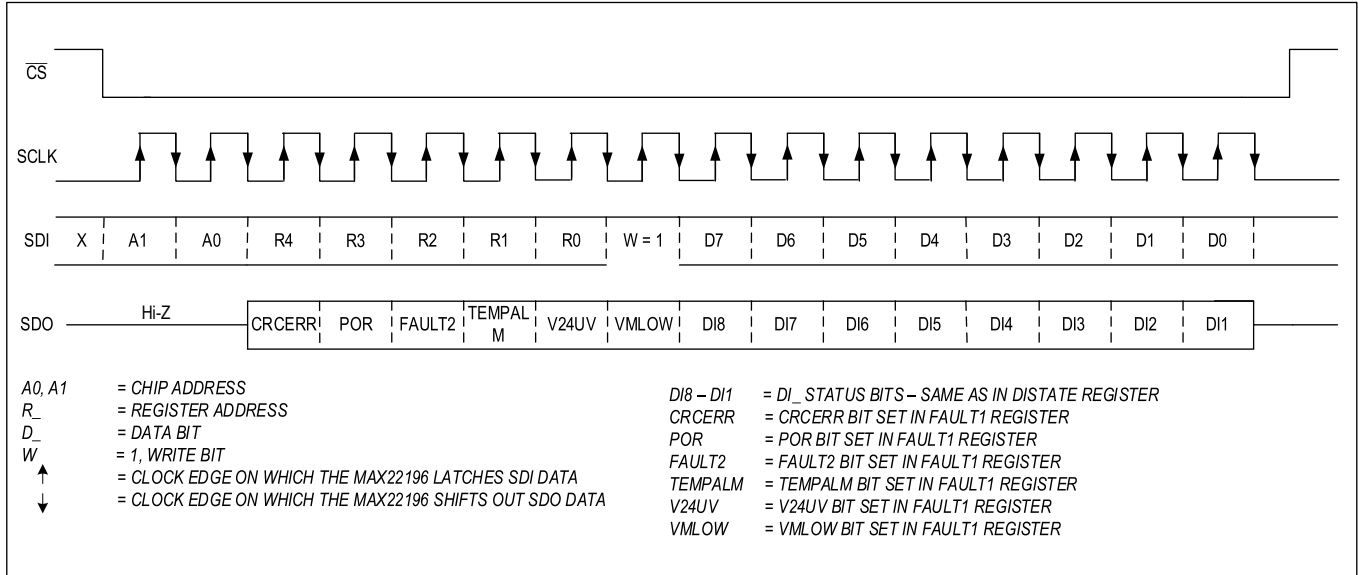 CS
SCLK
SDI X A1 A0 R4 R3 R2 R1 R0 W = 1 D7 D6 D5 D4 D3 D2 D1 D0
Hi-Z
SDO CRCERR POR FAULT2 TEMPAL M V24UV VMLOW DI8 DI7 DI6 DI5 DI4 DI3 DI2 DI1
A0, A1 = CHIP ADDRESS
R_ = REGISTER ADDRESS
D_ = DATA BIT
W = 1, WRITE BIT
↑ = CLOCK EDGE ON WHICH THE MAX22196 LATCHES SDI DATA
↓ = CLOCK EDGE ON WHICH THE MAX22196 SHIFTS OUT SDO DATA
DI8 – DI1 = DI_ STATUS BITS – SAME AS IN DISTATE REGISTER
CRCERR = CRCERR BIT SET IN FAULT1 REGISTER
POR = POR BIT SET IN FAULT1 REGISTER
FAULT2 = FAULT2 BIT SET IN FAULT1 REGISTER
TEMPALM = TEMPALM BIT SET IN FAULT1 REGISTER
V24UV = V24UV BIT SET IN FAULT1 REGISTER
VMLOW = VMLOW BIT SET IN FAULT1 REGISTER